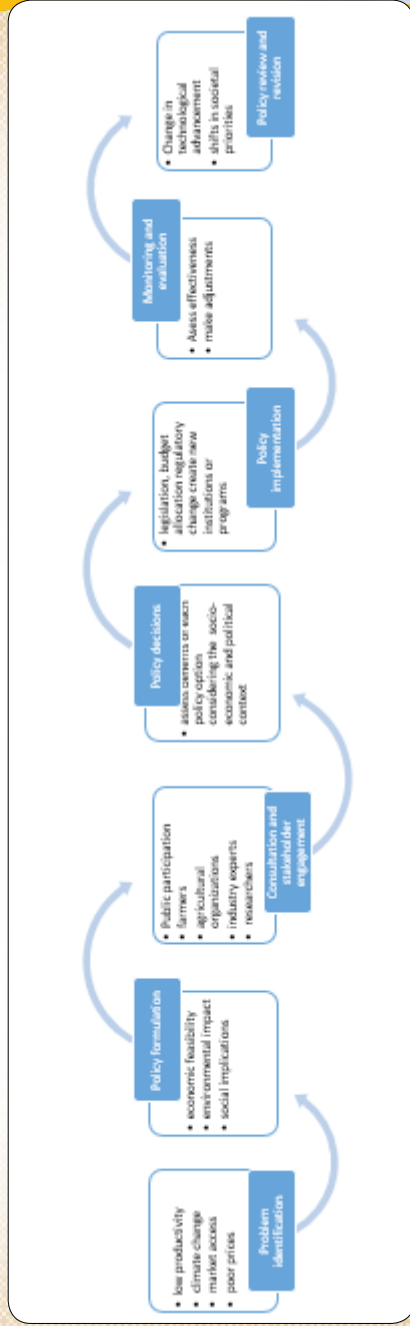 • low productivity
• climate change
• market access
• poor prices
Problem
identification
Policy formulation
• economic feasibility
• environmental impact
• social implications
• Public participation
• farmers
• agricultural
organizations
• industry experts
• researchers
Consultation and
stakeholder
engagement
Policy decisions
• assess benefits of each
policy option
considering the socio-
economic and political
context
• legislation, budget
allocation regulatory
change create new
institutions or
programs
Policy
implementation
Monitoring and
evaluation
• Asess effectiveness
• make adjustments
• Change in
technological
advancement
• shifts in societal
priorities
Policy review and
revision